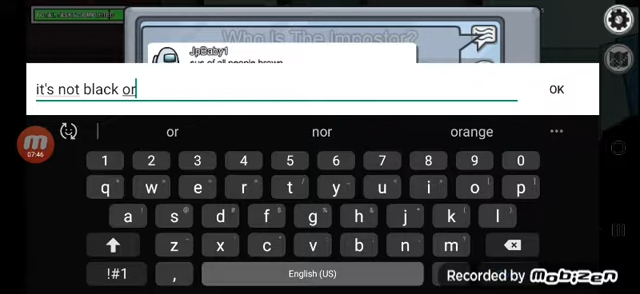 Who Is The Impostor?
JpBaby1
sus of all people brown
it's not black or
OK
07:46
or nor orange
1 2 3 4 5 6 7 8 9 0
q w e r t y u i o p
a s d f g h j k l
z x c v b n m
!#1 , English (US)
Recorded by Mobizen